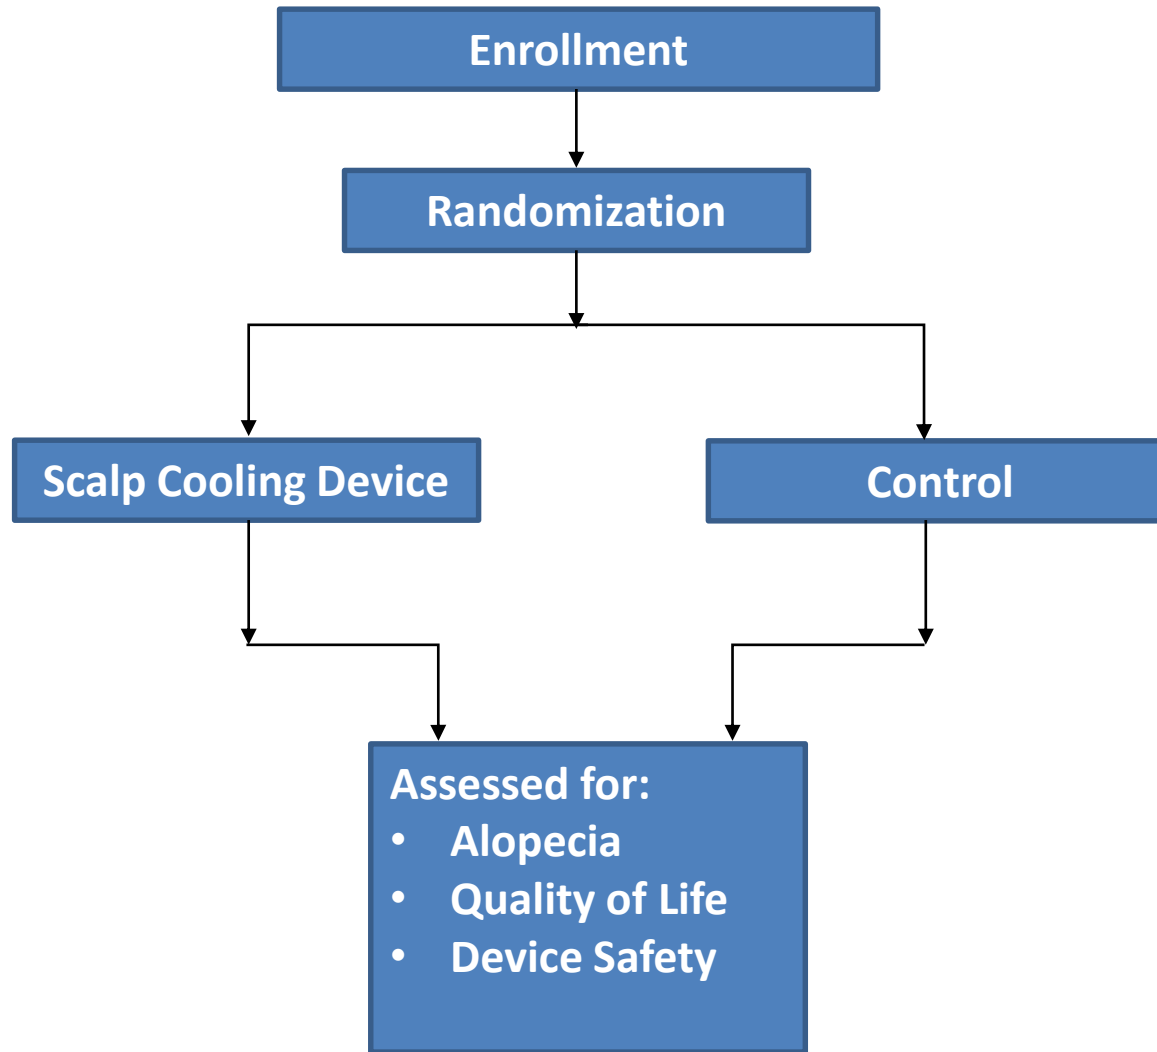 Enrollment
Randomization
Scalp Cooling Device
Control
Assessed for:
• Alopecia
• Quality of Life
• Device Safety